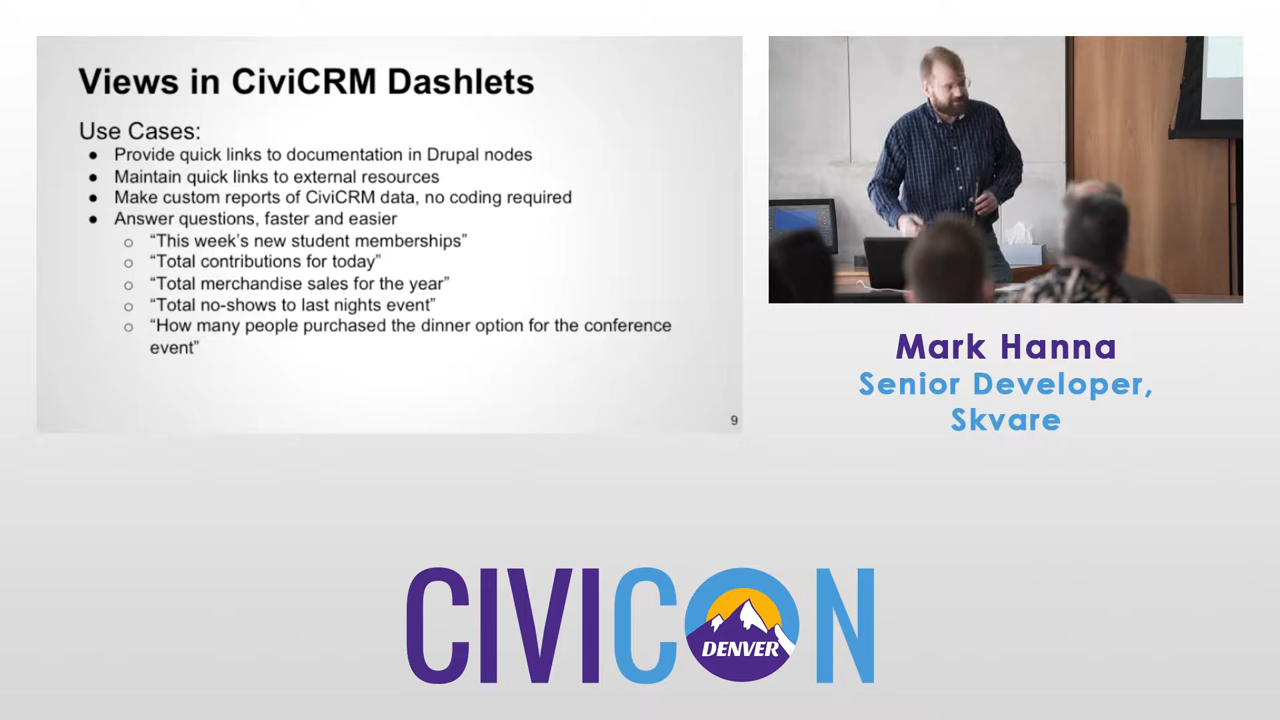 Views in CiviCRM Dashlets
Use Cases:
● Provide quick links to documentation in Drupal nodes
● Maintain quick links to external resources
● Make custom reports of CiviCRM data, no coding required
● Answer questions, faster and easier
○ “This week’s new student memberships”
○ “Total contributions for today”
○ “Total merchandise sales for the year”
○ “Total no-shows to last nights event”
○ “How many people purchased the dinner option for the conference
event”
9
Mark Hanna
Senior Developer,
Skvare
CIVICON
DENVER